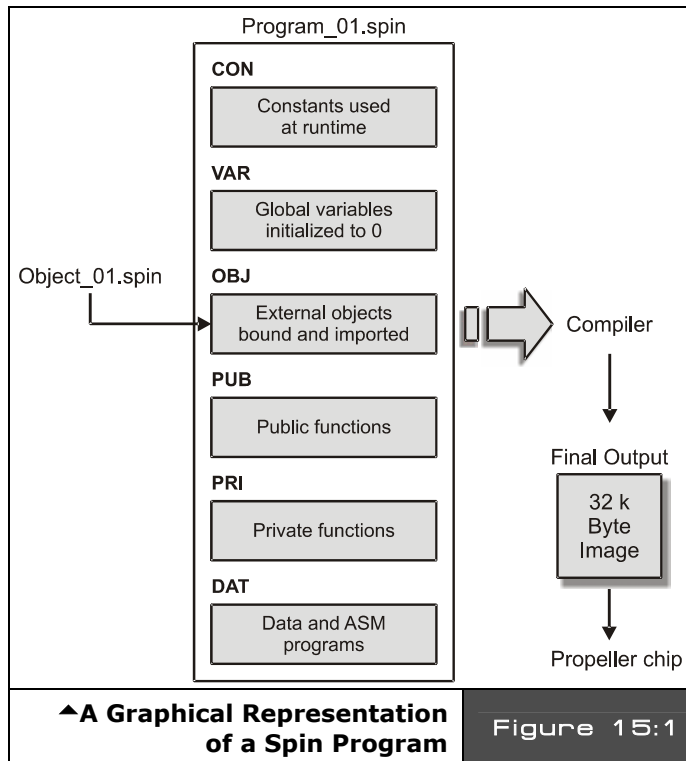 Program_01.spin
CON
Constants used
at runtime
VAR
Global variables
initialized to 0
Object_01.spin
OBJ
External objects
bound and imported
Compiler
PUB
Public functions
Final Output
32 k
Byte
Image
PRI
Private functions
DAT
Data and ASM
programs
Propeller chip
▲A Graphical Representation
of a Spin Program
Figure 15:1